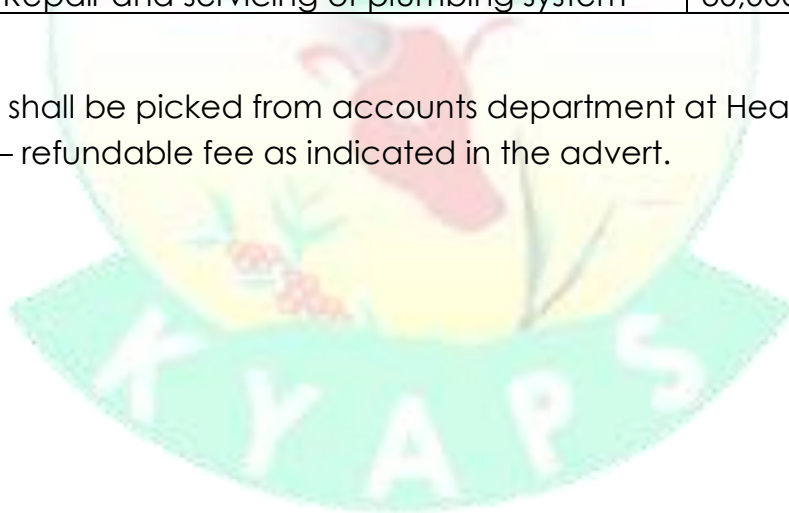 Repair and servicing of plumbing system
shall be picked from accounts department at Hea
– refundable fee as indicated in the advert.
KYAPS